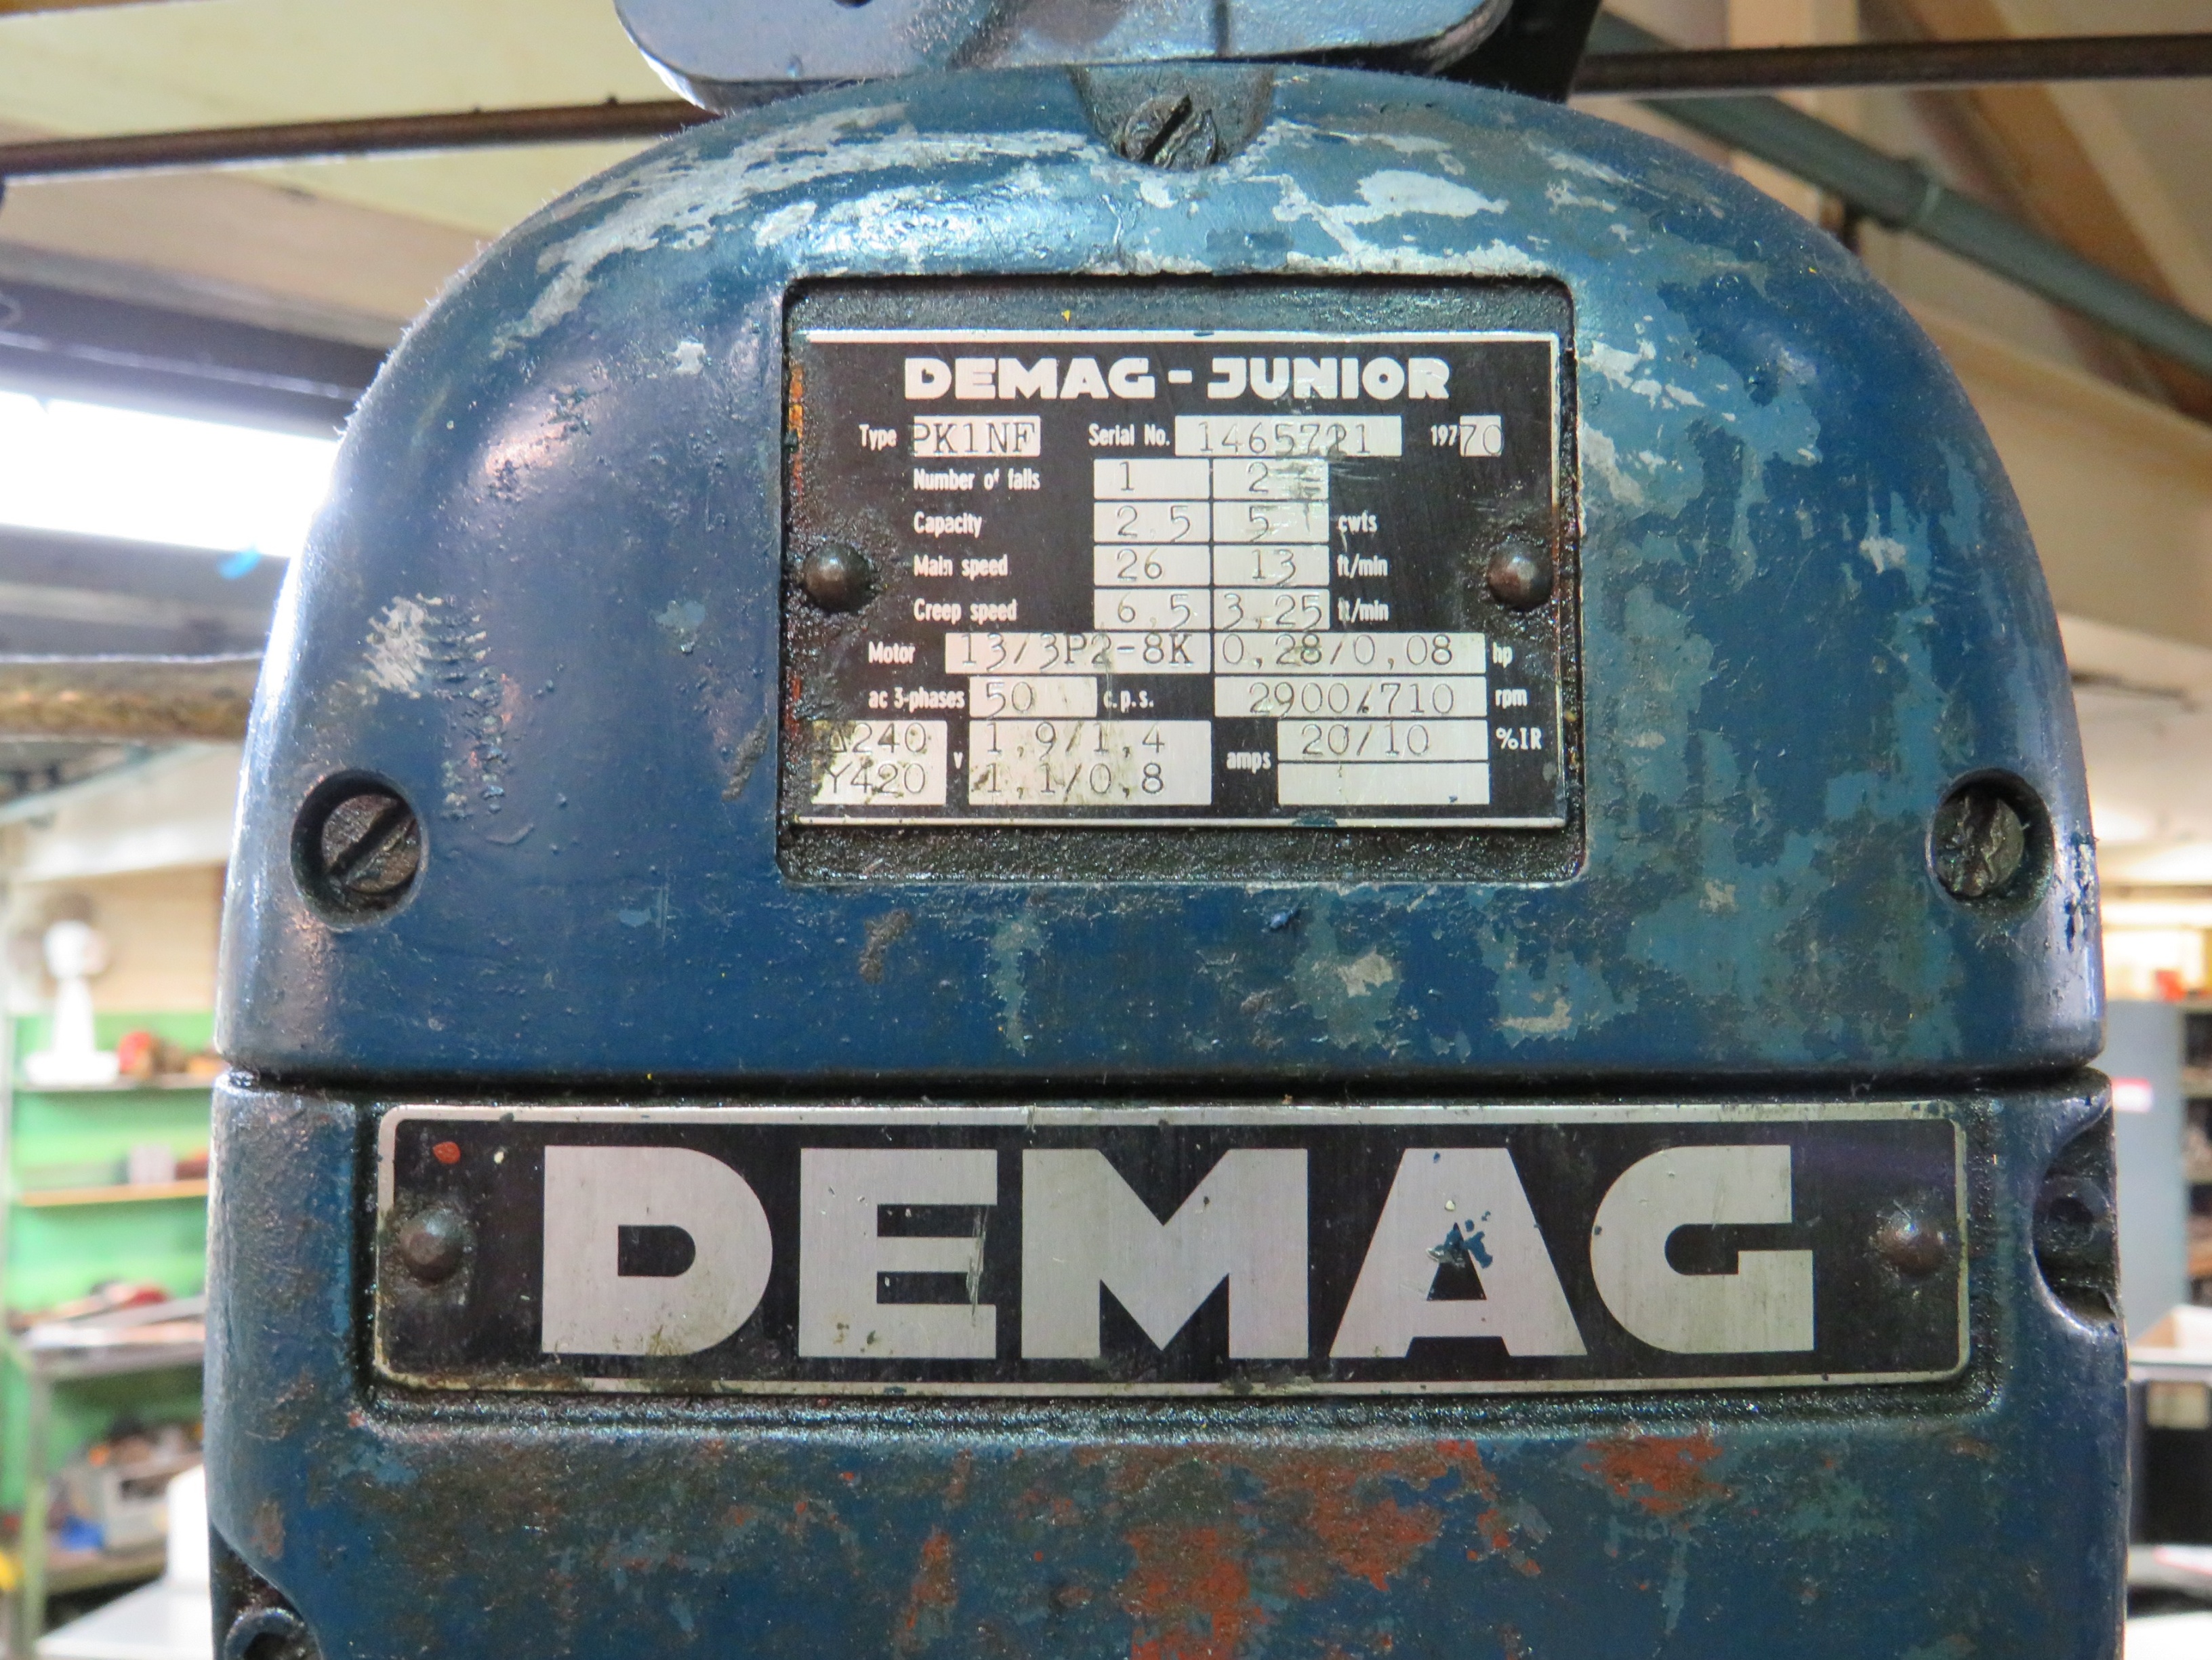 DEMAG - JUNIOR
Type PK1NF Serial No. 1465721 197 70
Number of falls 1 2
Capacity 2.5 5 cwts
Main speed 26 13 ft/min
Creep speed 6,5 3,25 ft/min
Motor 13/3P2-8K 0,28/0,08 hp
ac 3-phases 50 c.p.s. 2900/710 rpm
Δ240 v 1,9/1,4 amps 20/10 %IR
Y420 1,1/0,8
DEMAG